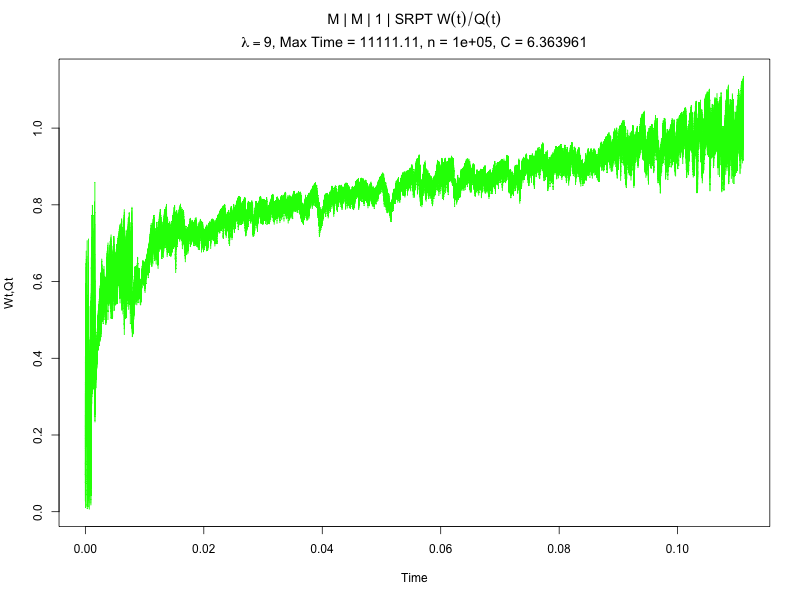 M | M | 1 | SRPT W(t)/Q(t)
λ = 9, Max Time = 11111.11, n = 1e+05, C = 6.363961
Wt,Qt
1.0
0.8
0.6
0.4
0.2
0.0
0.00 0.02 0.04 0.06 0.08 0.10
Time